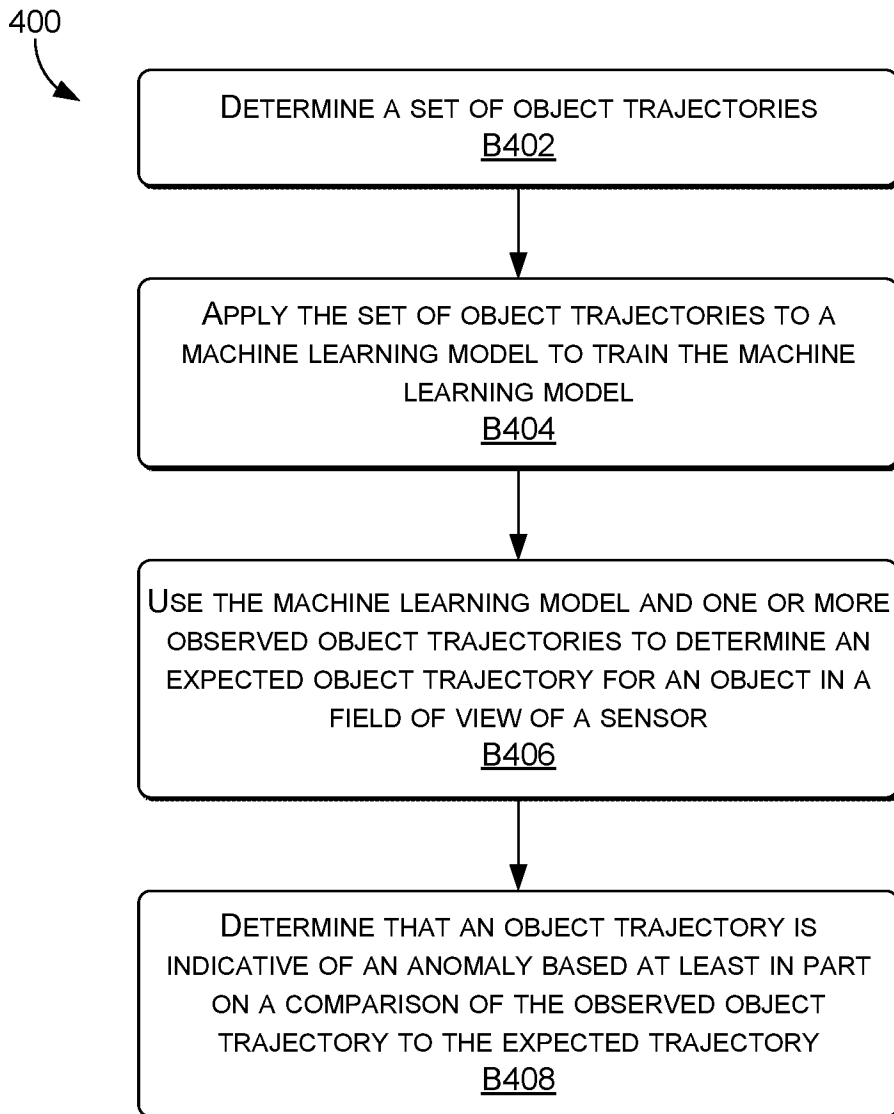 400
DETERMINE A SET OF OBJECT TRAJECTORIES
B402
APPLY THE SET OF OBJECT TRAJECTORIES TO A
MACHINE LEARNING MODEL TO TRAIN THE MACHINE
LEARNING MODEL
B404
USE THE MACHINE LEARNING MODEL AND ONE OR MORE
OBSERVED OBJECT TRAJECTORIES TO DETERMINE AN
EXPECTED OBJECT TRAJECTORY FOR AN OBJECT IN A
FIELD OF VIEW OF A SENSOR
B406
DETERMINE THAT AN OBJECT TRAJECTORY IS
INDICATIVE OF AN ANOMALY BASED AT LEAST IN PART
ON A COMPARISON OF THE OBSERVED OBJECT
TRAJECTORY TO THE EXPECTED TRAJECTORY
B408